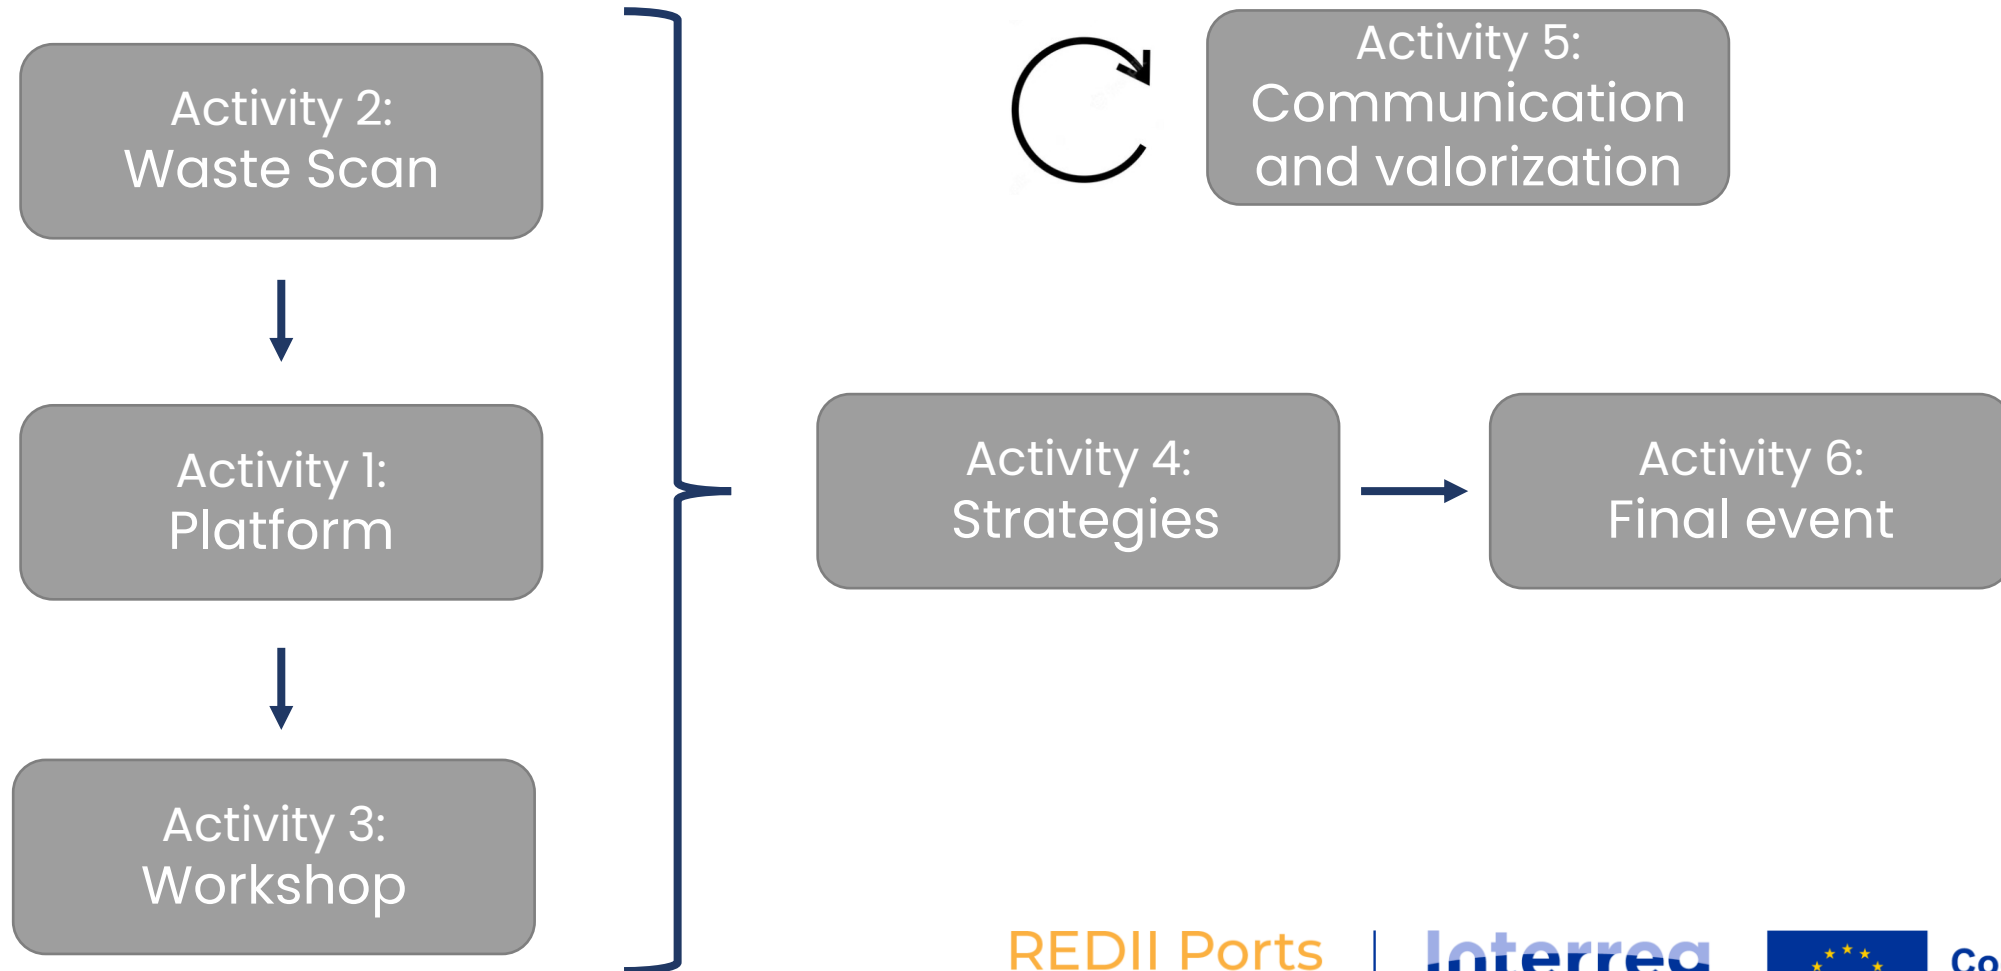 Activity 2:
Waste Scan
Activity 1:
Platform
Activity 3:
Workshop
Activity 5:
Communication
and valorization
Activity 4:
Strategies
Activity 6:
Final event
REDII Ports
Interreg
Co